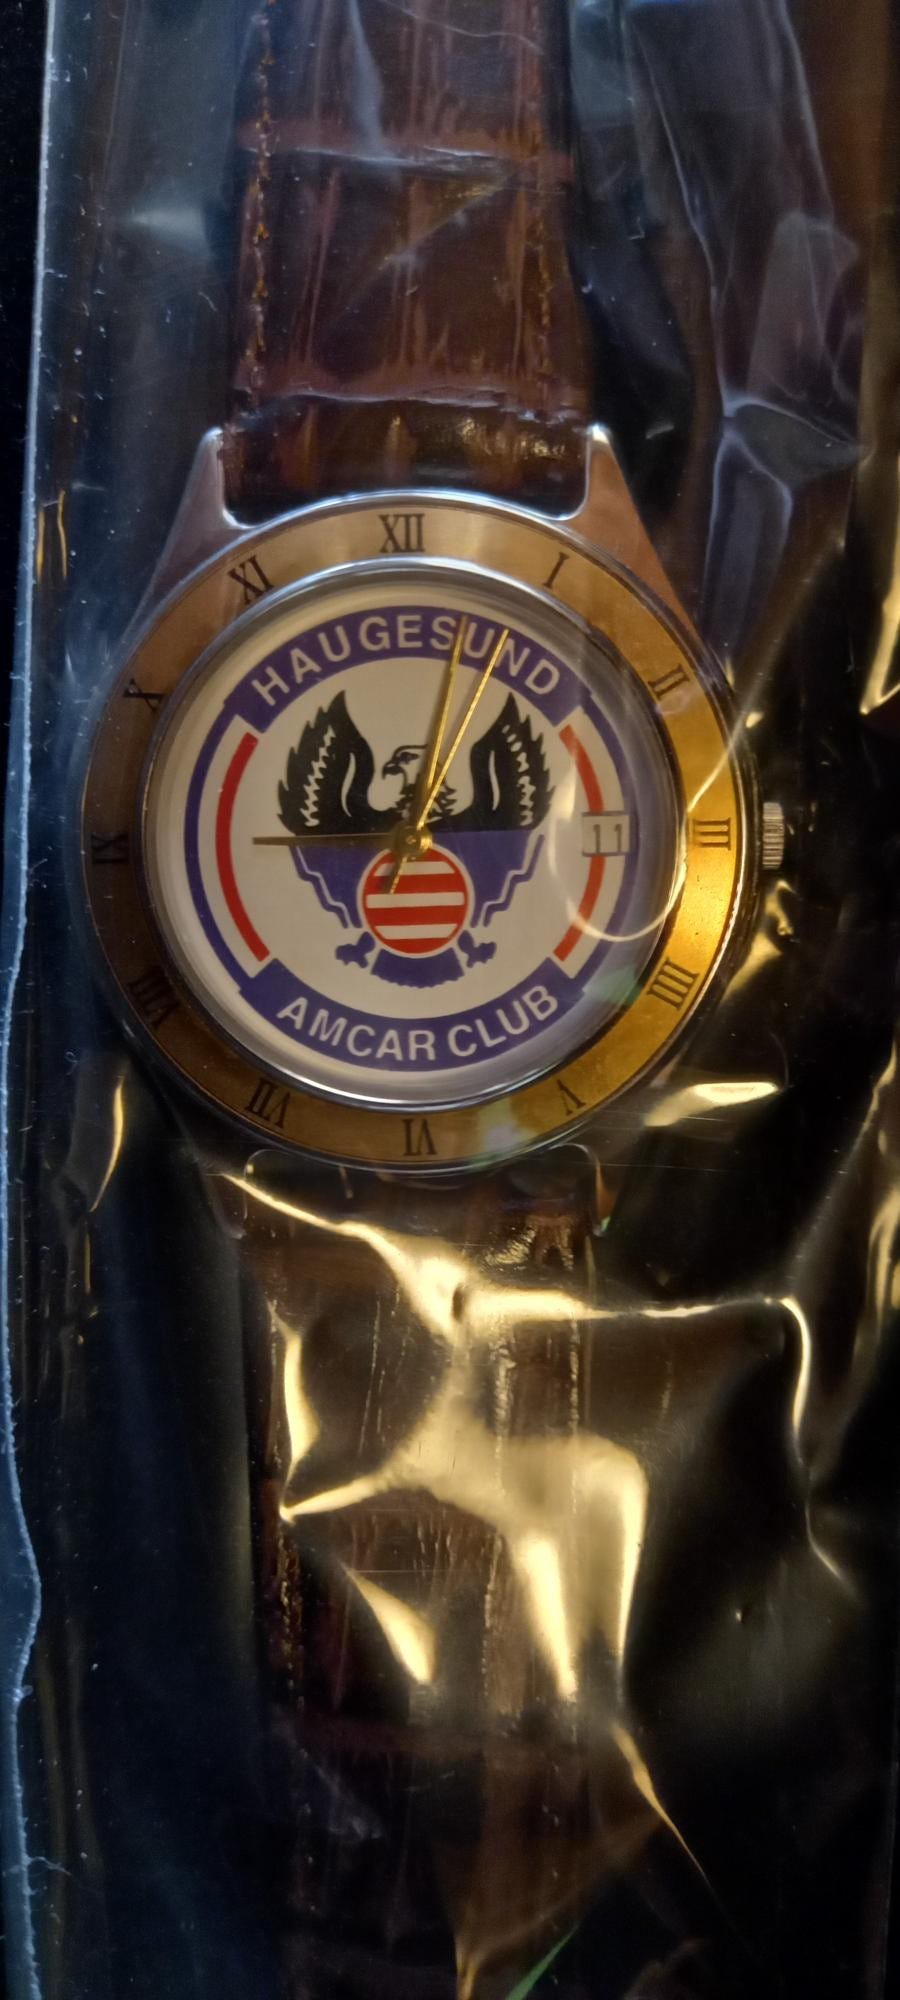 XII
I
II
III
IIII
V
VI
VII
VIII
IX
X
XI
HAUGESUND
11
AMCAR CLUB